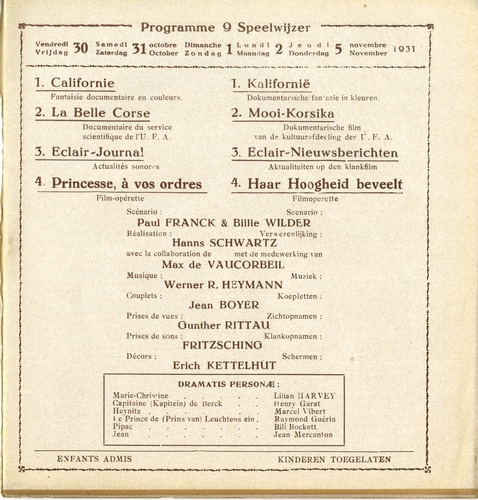 Programme 9 Speelwijzer
Vendredi Vrijdag 30 Samedi Zaterdag 31 octobre October Dimanche Zondag 1 Lundi Maandag 2 Jeudi Donderdag 5 novembre November 1931
1. Californie
Fantaisie documentaire en couleurs.
2. La Belle Corse
Documentaire du service
scientifique de l'U. F. A.
3. Eclair-Journal
Actualités sonores
4. Princesse, à vos ordres
Film-opérette
1. Kalifornië
Dokumentarische fantazie in kleuren.
2. Mooi-Korsika
Dokumentarische film
van de kultuurafdeeling der U. F. A.
3. Eclair-Nieuwsberichten
Aktualiteiten op den klankfilm
4. Haar Hoogheid beveelt
Filmoperette
Scénario : Scenario :
Paul FRANCK & Billie WILDER
Réalisation : Verwezenlijking :
Hanns SCHWARTZ
avec la collaboration de met de medewerking van
Max de VAUCORBEIL
Musique : Muziek :
Werner R. HEYMANN
Couplets : Koepletten :
Jean BOYER
Prises de vues : Zichtopnamen :
Gunther RITTAU
Prises de sons : Klankopnamen :
FRITZSCHING
Décors : Schermen :
Erich KETTELHUT
DRAMATIS PERSONÆ :
Marie-Christine . . . Lilian HARVEY
Capitaine (Kapitein) de Berck . . Henry Garat
Heynitz . . . . . . Marcel Vibert
Le Prince de (Prins van) Leuchtenstein . Raymond Guérin
Pipac . . . . . . Bill Bockett
Jean . . . . . . Jean Mercanton
ENFANTS ADMIS KINDEREN TOEGELATEN